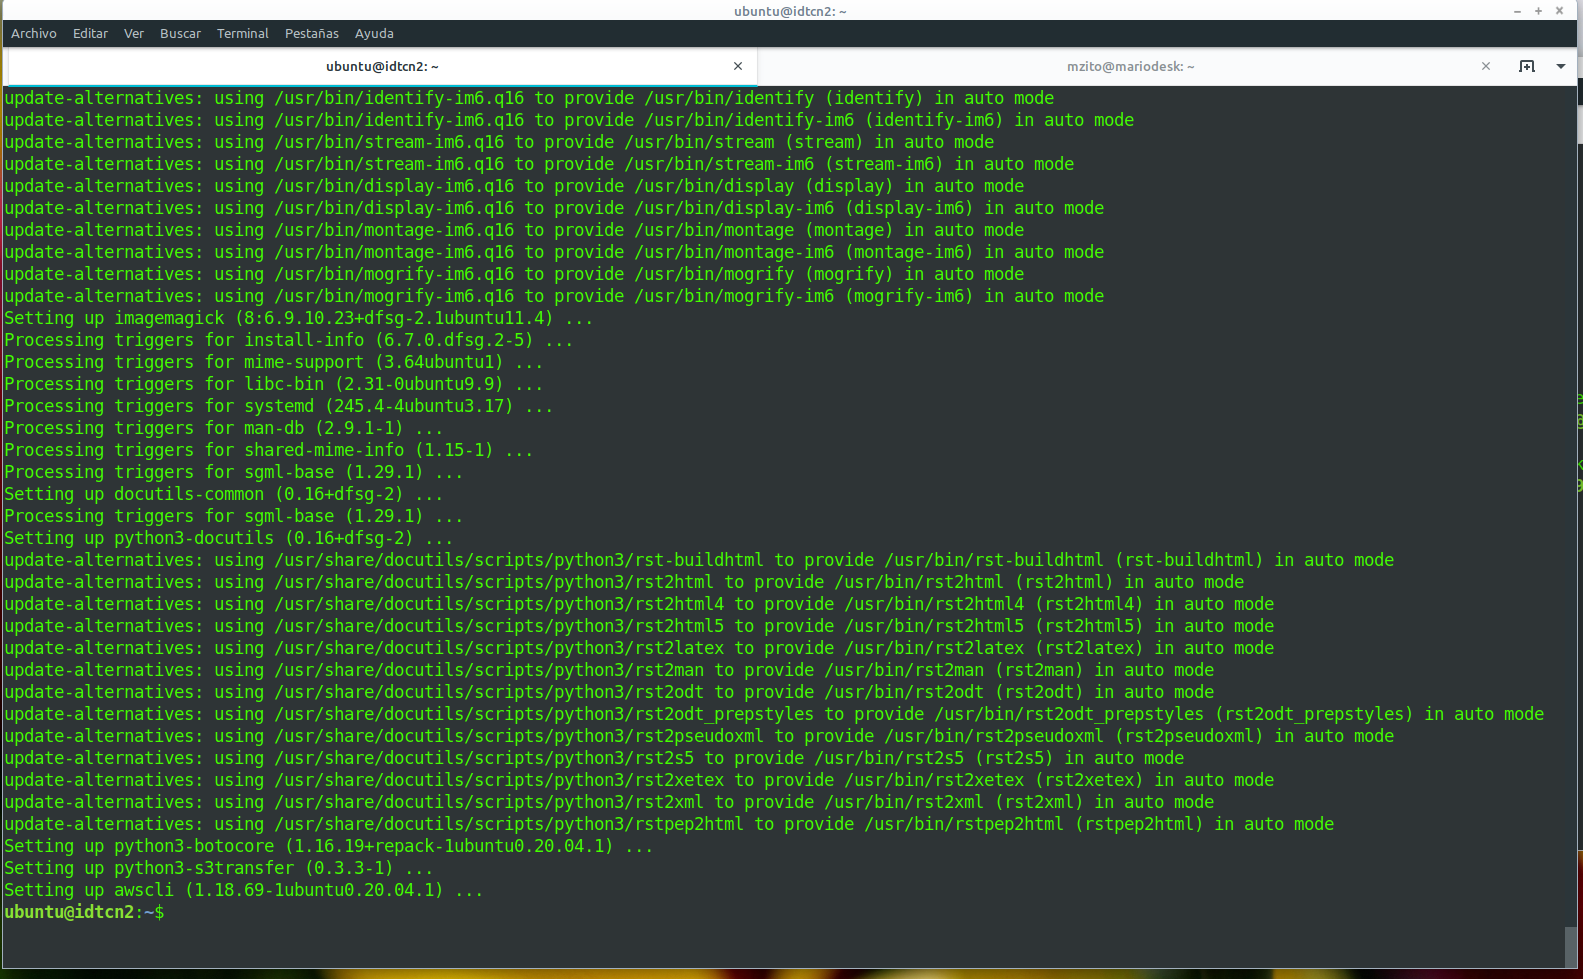 ubuntu@idtcn2: ~
Archivo Editar Ver Buscar Terminal Pestañas Ayuda
ubuntu@idtcn2: ~
mzito@mariodesk: ~
update-alternatives: using /usr/bin/identify-im6.q16 to provide /usr/bin/identify (identify) in auto mode
update-alternatives: using /usr/bin/identify-im6.q16 to provide /usr/bin/identify-im6 (identify-im6) in auto mode
update-alternatives: using /usr/bin/stream-im6.q16 to provide /usr/bin/stream (stream) in auto mode
update-alternatives: using /usr/bin/stream-im6.q16 to provide /usr/bin/stream-im6 (stream-im6) in auto mode
update-alternatives: using /usr/bin/display-im6.q16 to provide /usr/bin/display (display) in auto mode
update-alternatives: using /usr/bin/display-im6.q16 to provide /usr/bin/display-im6 (display-im6) in auto mode
update-alternatives: using /usr/bin/montage-im6.q16 to provide /usr/bin/montage (montage) in auto mode
update-alternatives: using /usr/bin/montage-im6.q16 to provide /usr/bin/montage-im6 (montage-im6) in auto mode
update-alternatives: using /usr/bin/mogrify-im6.q16 to provide /usr/bin/mogrify (mogrify) in auto mode
update-alternatives: using /usr/bin/mogrify-im6.q16 to provide /usr/bin/mogrify-im6 (mogrify-im6) in auto mode
Setting up imagemagick (8:6.9.10.23+dfsg-2.1ubuntu11.4) ...
Processing triggers for install-info (6.7.0.dfsg.2-5) ...
Processing triggers for mime-support (3.64ubuntu1) ...
Processing triggers for libc-bin (2.31-0ubuntu9.9) ...
Processing triggers for systemd (245.4-4ubuntu3.17) ...
Processing triggers for man-db (2.9.1-1) ...
Processing triggers for shared-mime-info (1.15-1) ...
Processing triggers for sgml-base (1.29.1) ...
Setting up docutils-common (0.16+dfsg-2) ...
Processing triggers for sgml-base (1.29.1) ...
Setting up python3-docutils (0.16+dfsg-2) ...
update-alternatives: using /usr/share/docutils/scripts/python3/rst-buildhtml to provide /usr/bin/rst-buildhtml (rst-buildhtml) in auto mode
update-alternatives: using /usr/share/docutils/scripts/python3/rst2html to provide /usr/bin/rst2html (rst2html) in auto mode
update-alternatives: using /usr/share/docutils/scripts/python3/rst2html4 to provide /usr/bin/rst2html4 (rst2html4) in auto mode
update-alternatives: using /usr/share/docutils/scripts/python3/rst2html5 to provide /usr/bin/rst2html5 (rst2html5) in auto mode
update-alternatives: using /usr/share/docutils/scripts/python3/rst2latex to provide /usr/bin/rst2latex (rst2latex) in auto mode
update-alternatives: using /usr/share/docutils/scripts/python3/rst2man to provide /usr/bin/rst2man (rst2man) in auto mode
update-alternatives: using /usr/share/docutils/scripts/python3/rst2odt to provide /usr/bin/rst2odt (rst2odt) in auto mode
update-alternatives: using /usr/share/docutils/scripts/python3/rst2odt_prepstyles to provide /usr/bin/rst2odt_prepstyles (rst2odt_prepstyles) in auto mode
update-alternatives: using /usr/share/docutils/scripts/python3/rst2pseudoxml to provide /usr/bin/rst2pseudoxml (rst2pseudoxml) in auto mode
update-alternatives: using /usr/share/docutils/scripts/python3/rst2s5 to provide /usr/bin/rst2s5 (rst2s5) in auto mode
update-alternatives: using /usr/share/docutils/scripts/python3/rst2xetex to provide /usr/bin/rst2xetex (rst2xetex) in auto mode
update-alternatives: using /usr/share/docutils/scripts/python3/rst2xml to provide /usr/bin/rst2xml (rst2xml) in auto mode
update-alternatives: using /usr/share/docutils/scripts/python3/rstpep2html to provide /usr/bin/rstpep2html (rstpep2html) in auto mode
Setting up python3-botocore (1.16.19+repack-1ubuntu0.20.04.1) ...
Setting up python3-s3transfer (0.3.3-1) ...
Setting up awscli (1.18.69-1ubuntu0.20.04.1) ...
ubuntu@idtcn2:~$